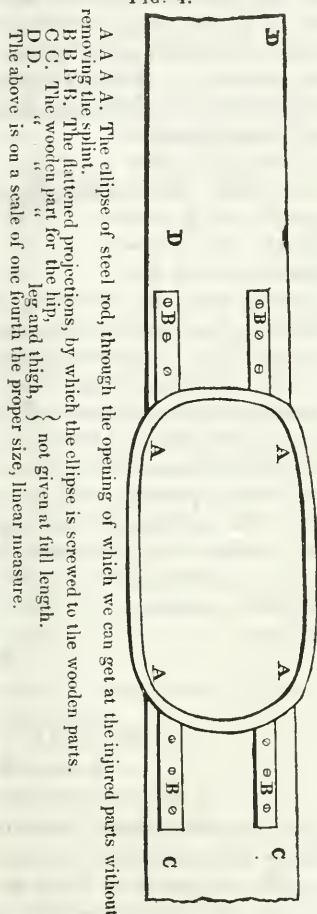 FIG. 4.
D
D
B
B
A
A
A
A
B
B
C
C
A A A A. The ellipse of steel rod, through the opening of which we can get at the injured parts without
removing the splint.
B B B B. The flattened projections, by which the ellipse is screwed to the wooden parts.
C C. The wooden part for the hip, } not given at full length.
D D. “ “ “ leg and thigh,
The above is on a scale of one fourth the proper size, linear measure.